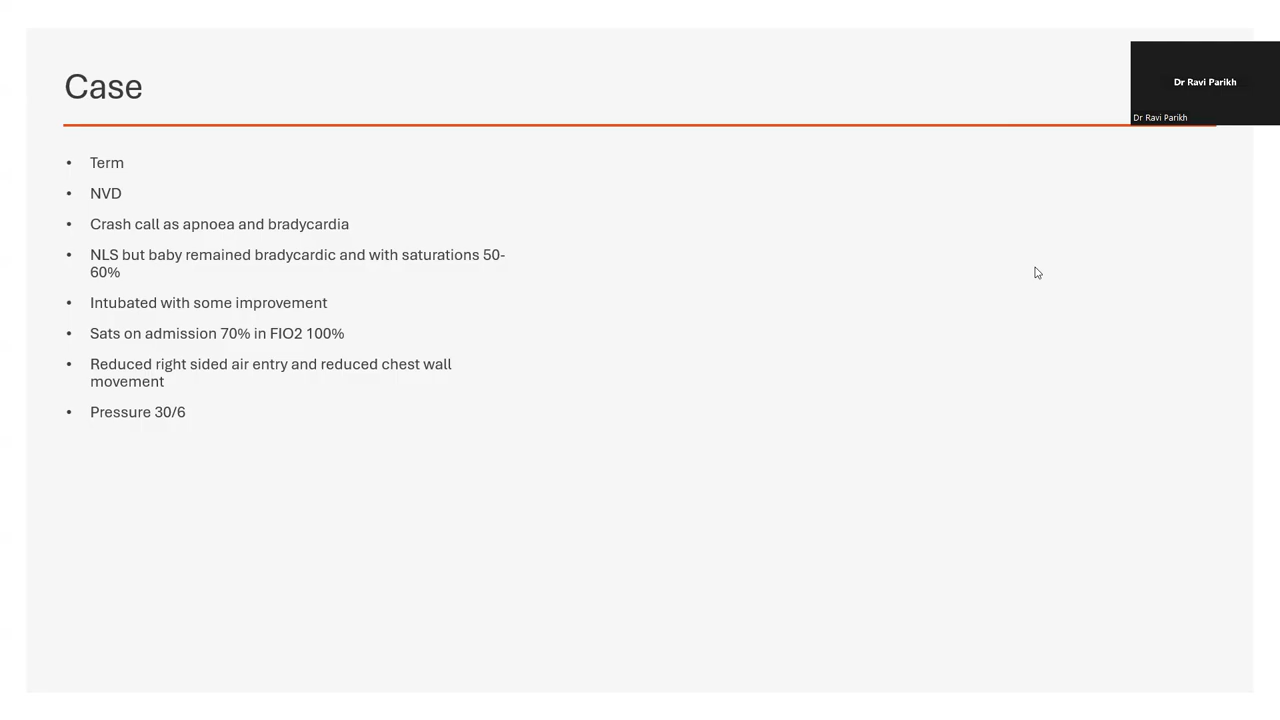 Case
Dr Ravi Parikh
Dr Ravi Parikh
• Term
• NVD
• Crash call as apnoea and bradycardia
• NLS but baby remained bradycardic and with saturations 50-
60%
• Intubated with some improvement
• Sats on admission 70% in FIO2 100%
• Reduced right sided air entry and reduced chest wall
movement
• Pressure 30/6